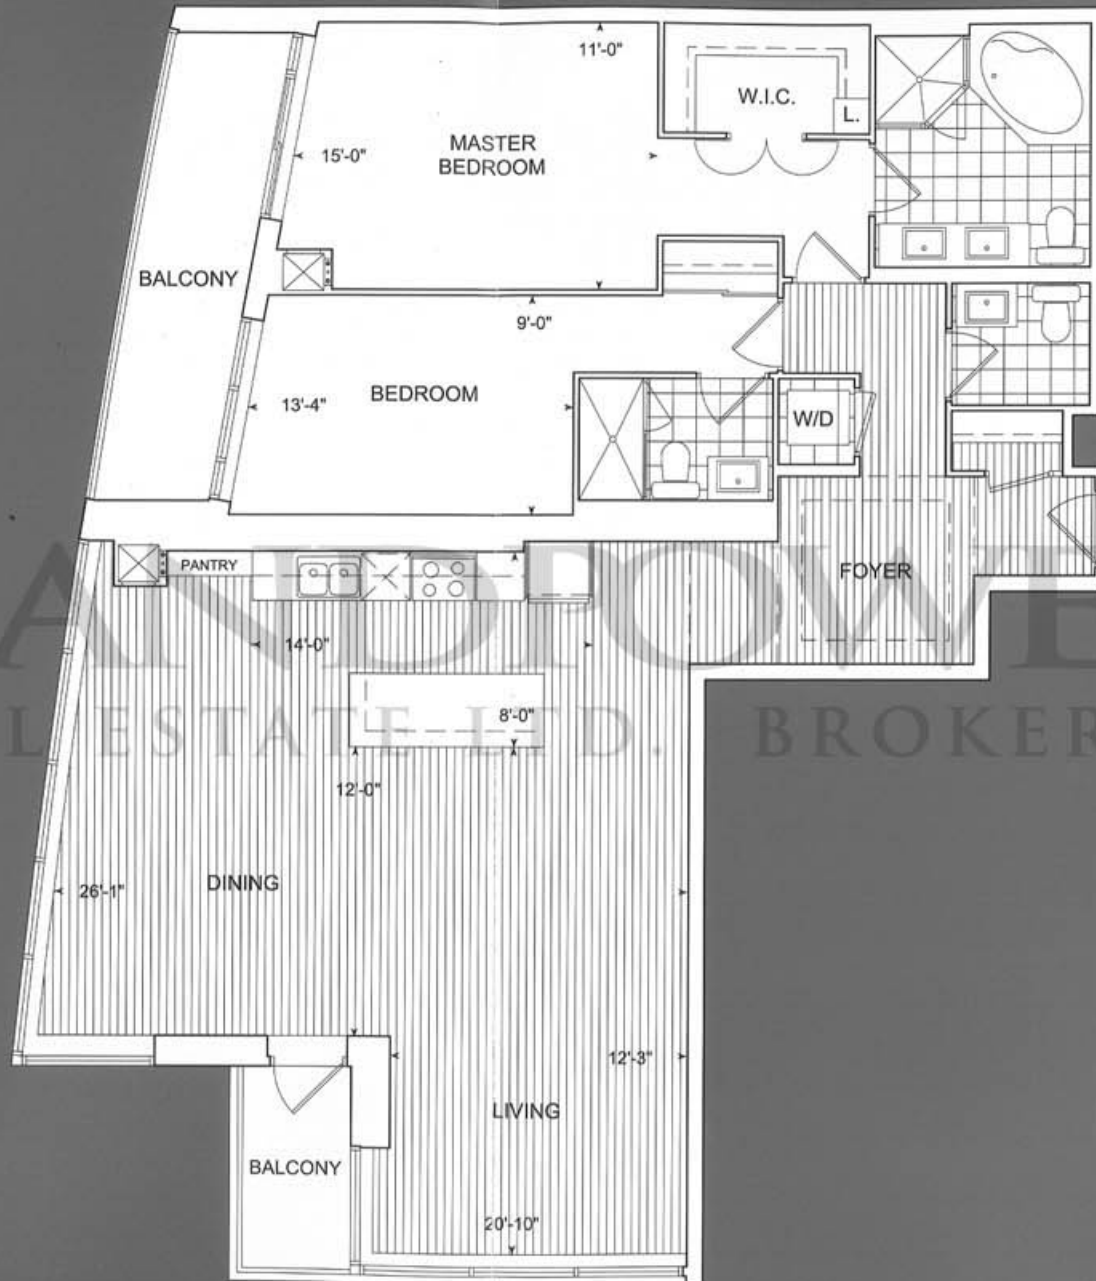 11'-0"
W.I.C.
L.
MASTER
BEDROOM
15'-0"
BALCONY
9'-0"
BEDROOM
13'-4"
W/D
PANTRY
FOYER
14'-0"
8'-0"
ANDPOWE
L ESTATE LTD. BROKER
12'-0"
DINING
26'-1"
12'-3"
LIVING
BALCONY
20'-10"